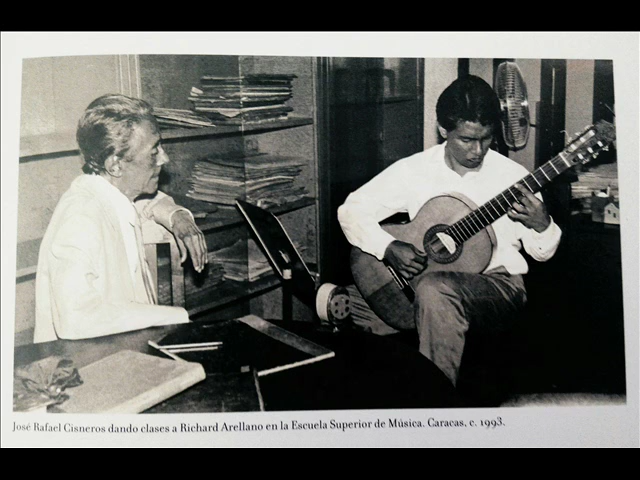 José Rafael Cisneros dando clases a Richard Arellano en la Escuela Superior de Música. Caracas, c. 1993.